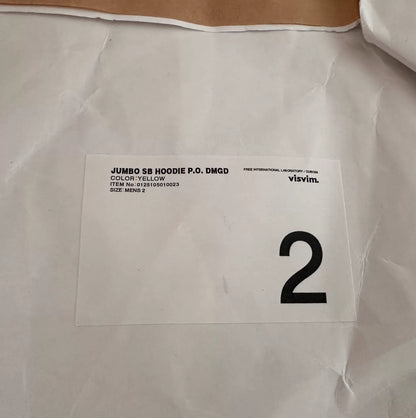 JUMBO SB HOODIE P.O. DMGD
COLOR:YELLOW
ITEM No:0125105010023
SIZE:MENS 2
FREE INTERNATIONAL LABORATORY / CUBISM
visvim.
2